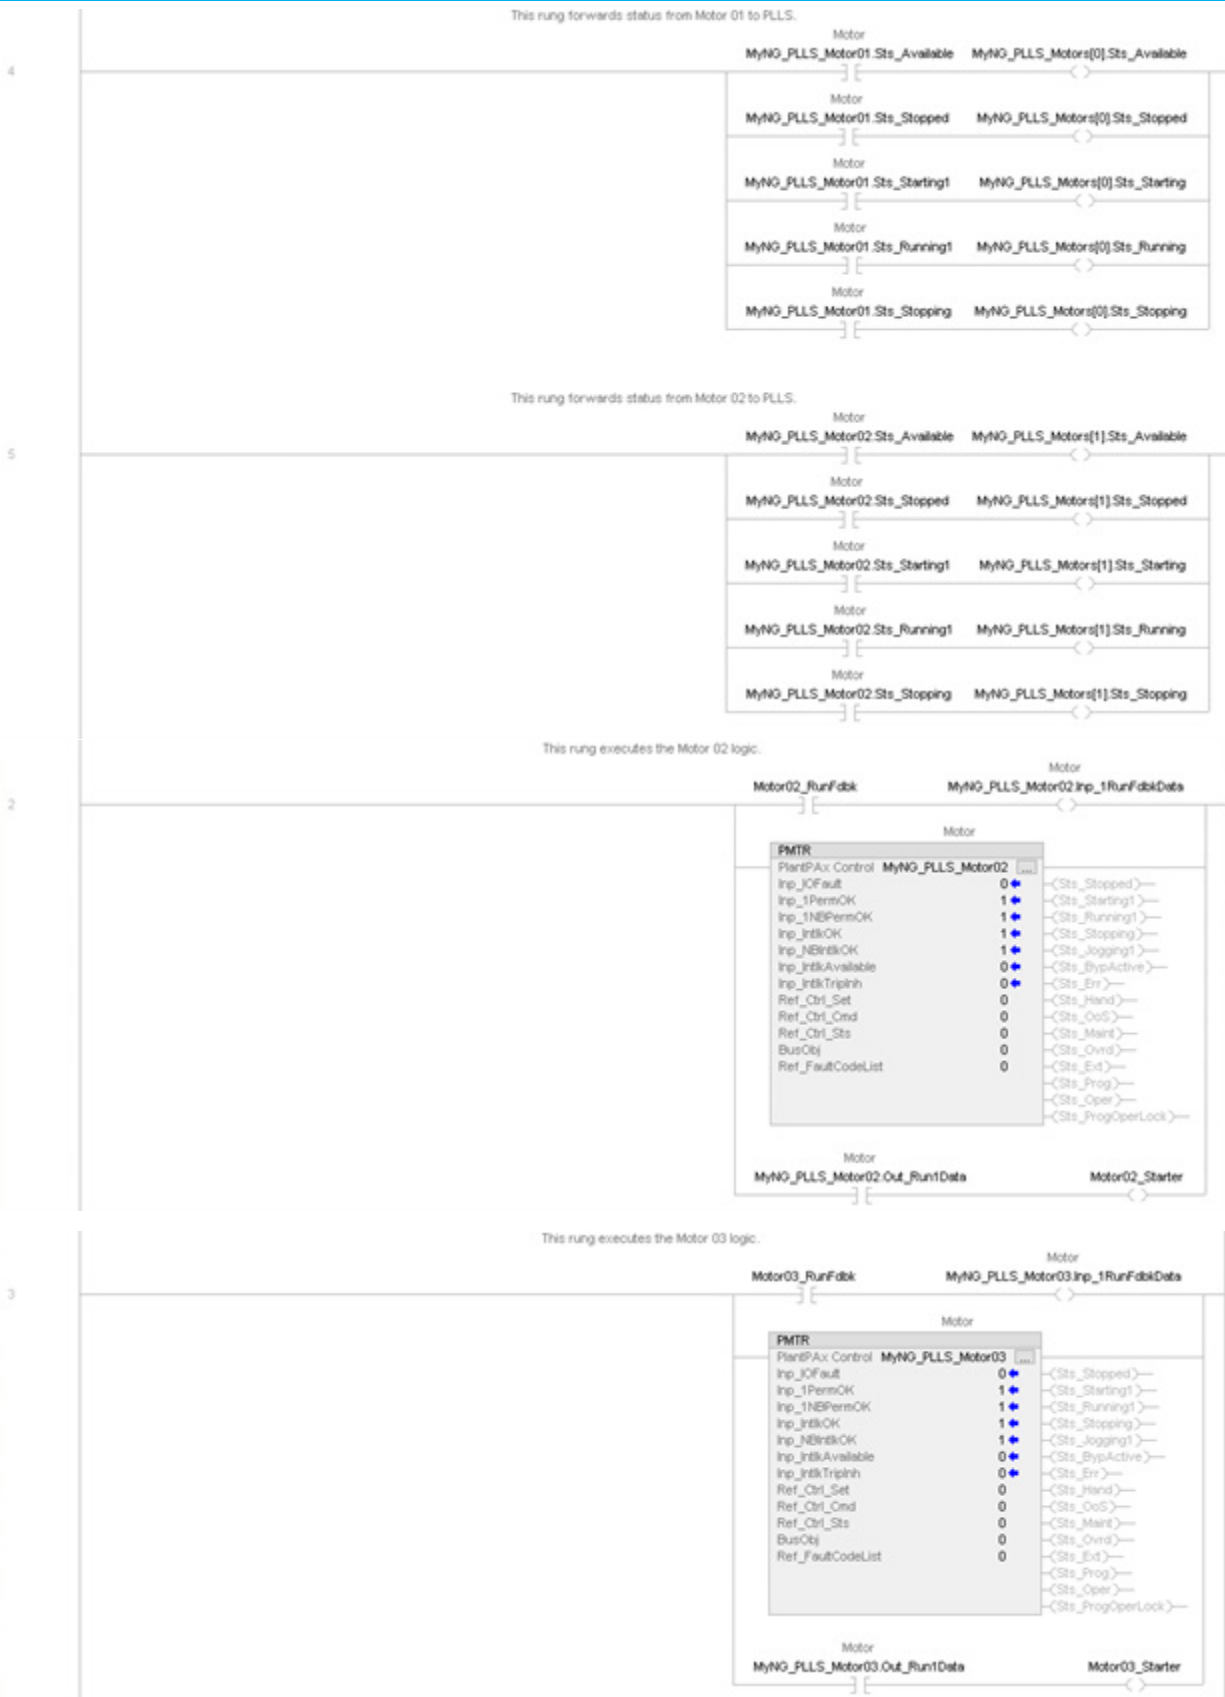 This rung forwards status from Motor 01 to PLLS.
Motor
MyNG_PLLS_Motor01.Sts_Available MyNG_PLLS_Motors[0].Sts_Available
4
Motor
MyNG_PLLS_Motor01.Sts_Stopped MyNG_PLLS_Motors[0].Sts_Stopped
Motor
MyNG_PLLS_Motor01.Sts_Starting1 MyNG_PLLS_Motors[0].Sts_Starting
Motor
MyNG_PLLS_Motor01.Sts_Running1 MyNG_PLLS_Motors[0].Sts_Running
Motor
MyNG_PLLS_Motor01.Sts_Stopping MyNG_PLLS_Motors[0].Sts_Stopping
This rung forwards status from Motor 02 to PLLS.
Motor
MyNG_PLLS_Motor02.Sts_Available MyNG_PLLS_Motors[1].Sts_Available
5
Motor
MyNG_PLLS_Motor02.Sts_Stopped MyNG_PLLS_Motors[1].Sts_Stopped
Motor
MyNG_PLLS_Motor02.Sts_Starting1 MyNG_PLLS_Motors[1].Sts_Starting
Motor
MyNG_PLLS_Motor02.Sts_Running1 MyNG_PLLS_Motors[1].Sts_Running
Motor
MyNG_PLLS_Motor02.Sts_Stopping MyNG_PLLS_Motors[1].Sts_Stopping
This rung executes the Motor 02 logic.
Motor
Motor02_RunFdbk MyNG_PLLS_Motor02.Inp_1RunFdbkData
2
Motor
PMTR
PlantPAx Control MyNG_PLLS_Motor02 ...
Inp_IOFault 0 (Sts_Stopped)
Inp_1PermOK 1 (Sts_Starting1)
Inp_1NBPermOK 1 (Sts_Running1)
Inp_IntlkOK 1 (Sts_Stopping)
Inp_NBIntlkOK 1 (Sts_Jogging1)
Inp_IntlkAvailable 0 (Sts_BypActive)
Inp_IntlkTripInh 0 (Sts_Err)
Ref_Ctrl_Set 0 (Sts_Hand)
Ref_Ctrl_Cmd 0 (Sts_OoS)
Ref_Ctrl_Sts 0 (Sts_Maint)
BusObj 0 (Sts_Ovrd)
Ref_FaultCodeList 0 (Sts_Ext)
(Sts_Prog)
(Sts_Oper)
(Sts_ProgOperLock)
Motor
MyNG_PLLS_Motor02.Out_Run1Data Motor02_Starter
This rung executes the Motor 03 logic.
Motor
Motor03_RunFdbk MyNG_PLLS_Motor03.Inp_1RunFdbkData
3
Motor
PMTR
PlantPAx Control MyNG_PLLS_Motor03 ...
Inp_IOFault 0 (Sts_Stopped)
Inp_1PermOK 1 (Sts_Starting1)
Inp_1NBPermOK 1 (Sts_Running1)
Inp_IntlkOK 1 (Sts_Stopping)
Inp_NBIntlkOK 1 (Sts_Jogging1)
Inp_IntlkAvailable 0 (Sts_BypActive)
Inp_IntlkTripInh 0 (Sts_Err)
Ref_Ctrl_Set 0 (Sts_Hand)
Ref_Ctrl_Cmd 0 (Sts_OoS)
Ref_Ctrl_Sts 0 (Sts_Maint)
BusObj 0 (Sts_Ovrd)
Ref_FaultCodeList 0 (Sts_Ext)
(Sts_Prog)
(Sts_Oper)
(Sts_ProgOperLock)
Motor
MyNG_PLLS_Motor03.Out_Run1Data Motor03_Starter